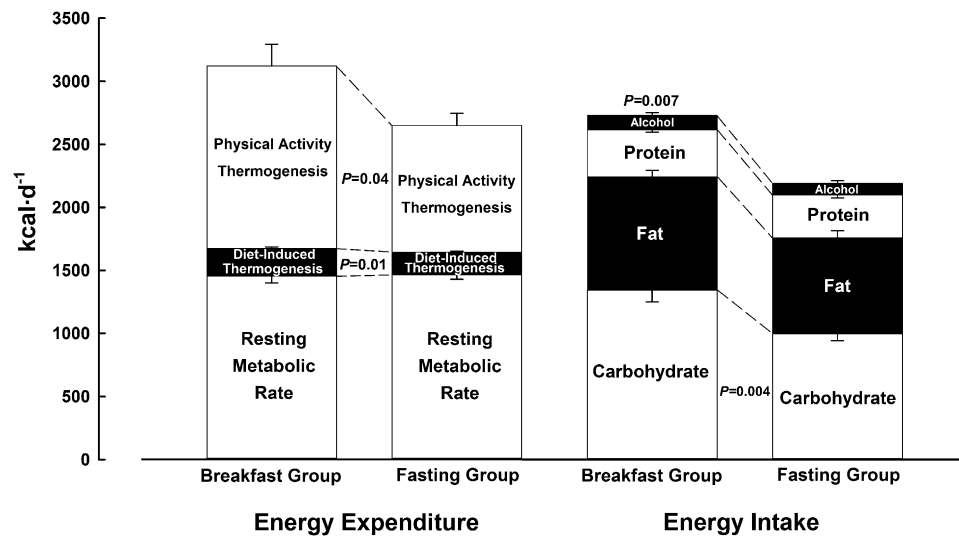 3500
3000
2500
2000
1500
1000
500
0
kcal·d-1
Physical Activity
Thermogenesis
Diet-Induced
Thermogenesis
Resting
Metabolic
Rate
P=0.04
P=0.01
Physical Activity
Thermogenesis
Diet-Induced
Thermogenesis
Resting
Metabolic
Rate
P=0.007
Alcohol
Protein
Fat
Carbohydrate
P=0.004
Alcohol
Protein
Fat
Carbohydrate
Breakfast Group
Fasting Group
Breakfast Group
Fasting Group
Energy Expenditure
Energy Intake